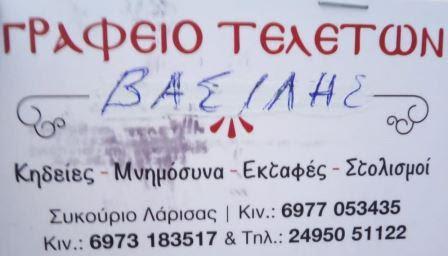 ΓΡΑΦΕΙΟ ΤΕΛΕΤΩΝ
ΒΑΣΙΛΗΣ
Κηδείες - Μνημόσυνα - Εκταφές - Στολισμοί
Συκούριο Λάρισας | Κιν.: 6977 053435
Κιν.: 6973 183517 & Τηλ.: 24950 51122